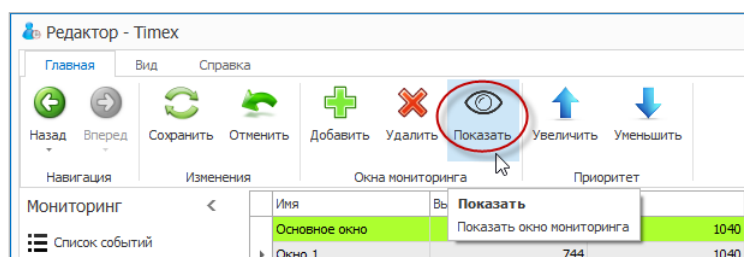 Редактор - Timex
Главная Вид Справка
Назад Вперед Сохранить Отменить Добавить Удалить Показать Увеличить Уменьшить
Навигация Изменения Окна мониторинга Приоритет
Мониторинг
Имя Вы
Показать
Показать окно мониторинга
Основное окно 1040
Список событий
Окно 1 744 1040